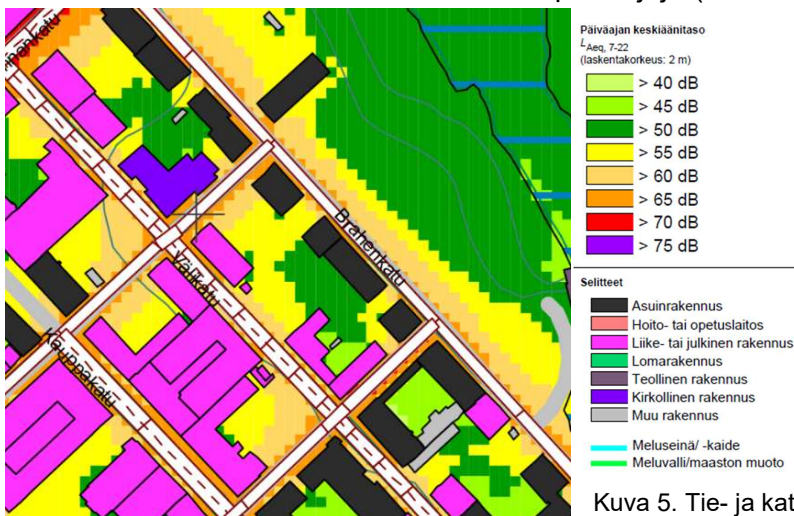 Brahenkatu
Välikatu
Kauppakatu
Päiväajan keskiäänitaso
LAeq, 7-22
(laskentakorkeus: 2 m)
> 40 dB
> 45 dB
> 50 dB
> 55 dB
> 60 dB
> 65 dB
> 70 dB
> 75 dB
Selitteet
Asuinrakennus
Hoito- tai opetuslaitos
Liike- tai julkinen rakennus
Lomarakennus
Teollinen rakennus
Kirkollinen rakennus
Muu rakennus
Meluseinä/ -kaide
Meluvalli/maaston muoto
Kuva 5. Tie- ja kat